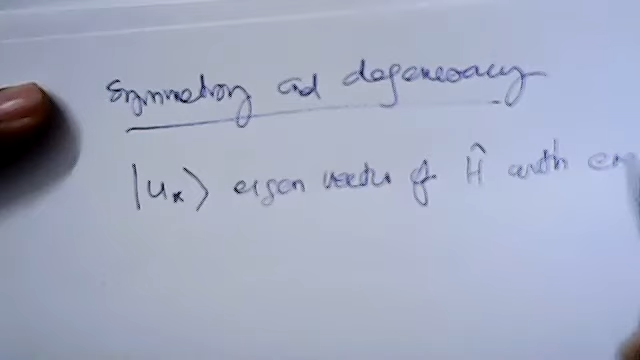 Symmetry and degeneracy
|uₖ⟩ eigen vector of Ĥ with